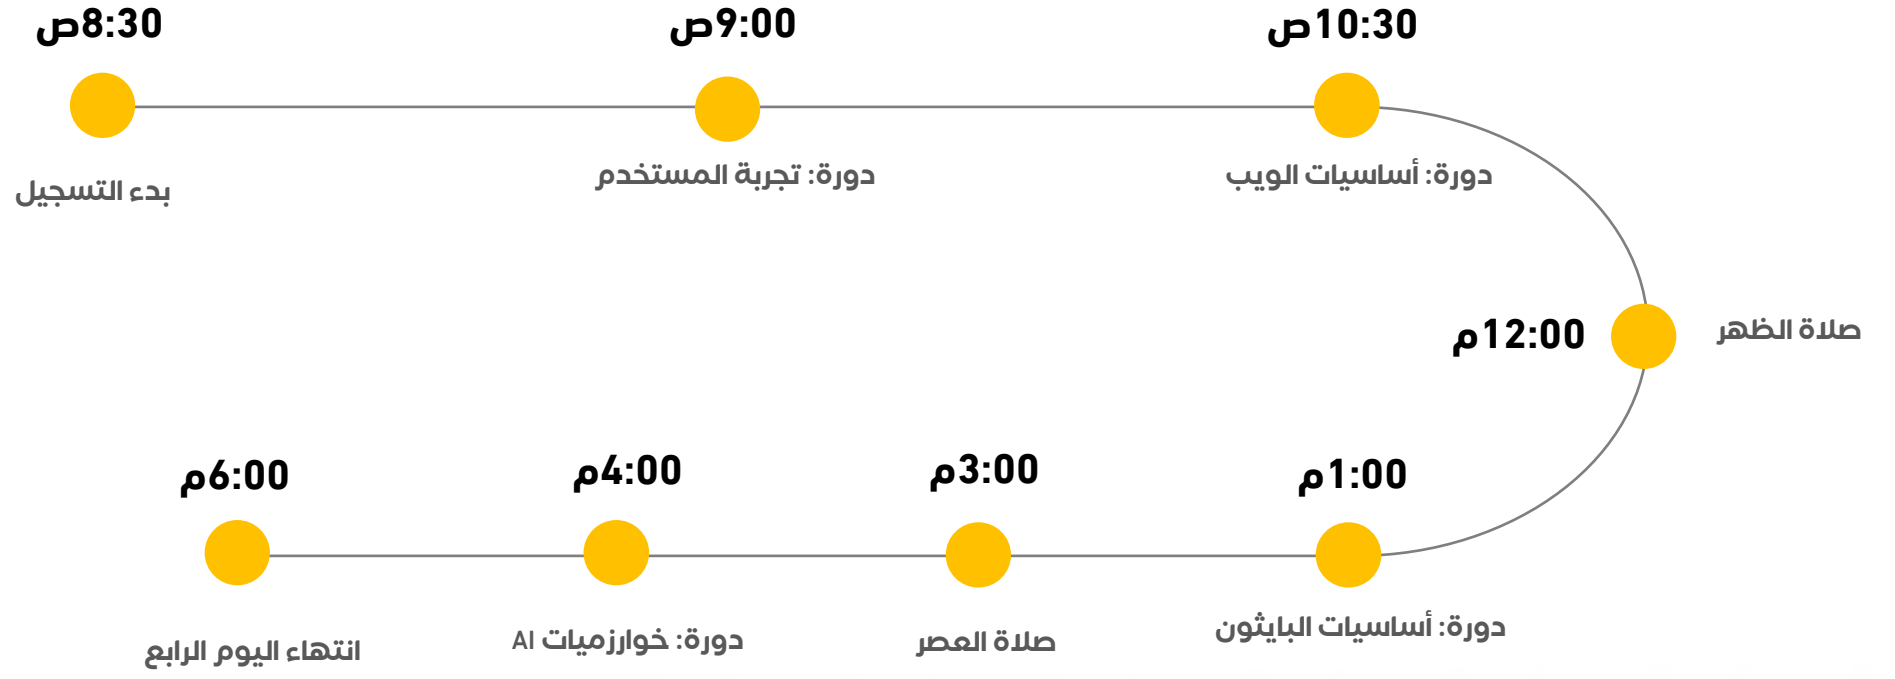 8:30ص
بدء التسجيل
9:00ص
دورة: تجربة المستخدم
10:30ص
دورة: أساسيات الويب
12:00م
صلاة الظهر
1:00م
دورة: أساسيات البايثون
3:00م
صلاة العصر
4:00م
دورة: خوارزميات AI
6:00م
انتهاء اليوم الرابع